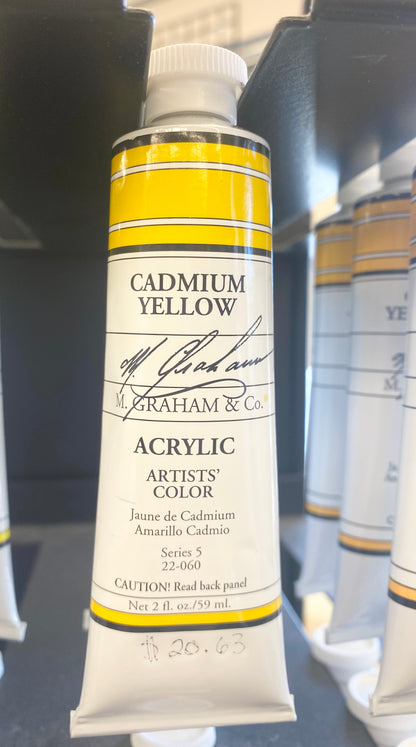 CADMIUM
YELLOW
M. Graham
M. GRAHAM & Co.
ACRYLIC
ARTISTS'
COLOR
Jaune de Cadmium
Amarillo Cadmio
Series 5
22-060
CAUTION! Read back panel
Net 2 fl. oz./59 ml.
$ 20.63
YE